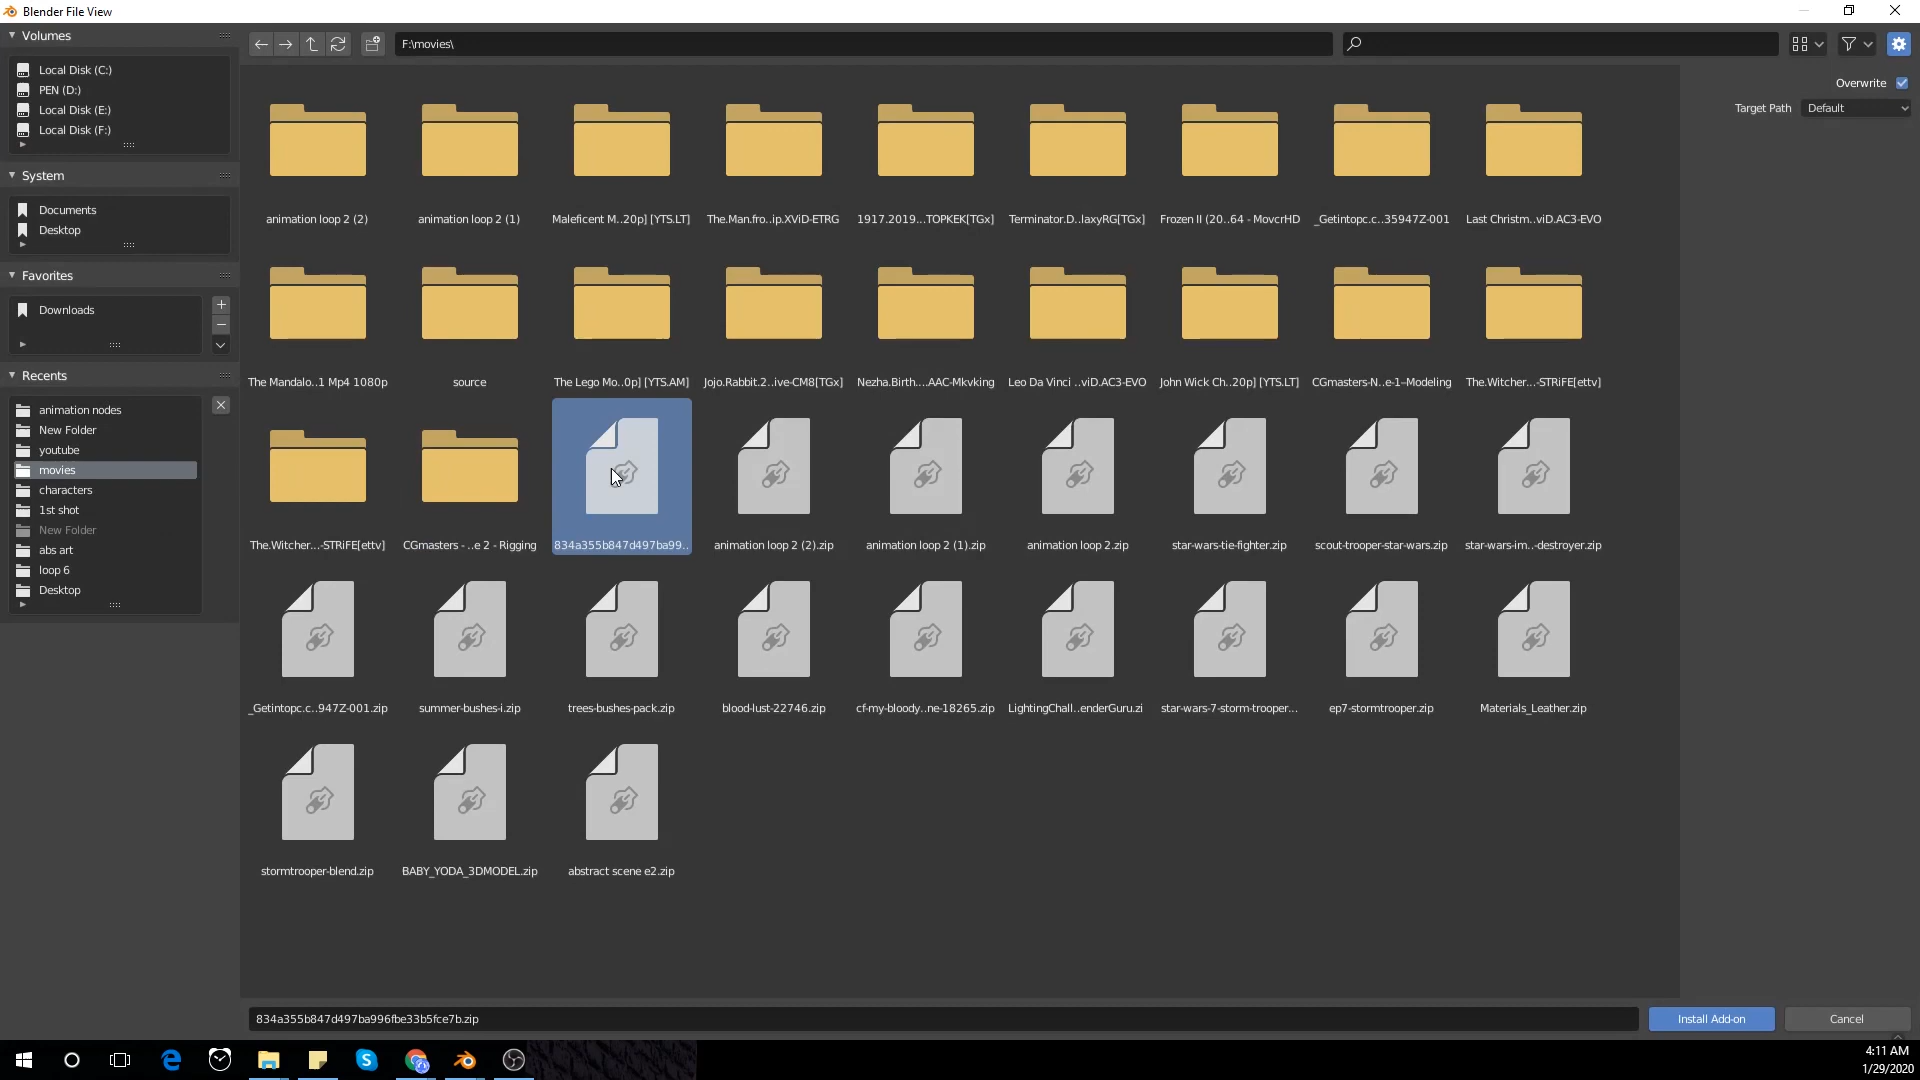 Blender File View
Volumes
Local Disk (C:)
PEN (D:)
Local Disk (E:)
Local Disk (F:)
System
Documents
Desktop
Favorites
Downloads
Recents
animation nodes
New Folder
youtube
movies
characters
1st shot
New Folder
abs art
loop 6
Desktop
F:\movies\
Overwrite
Target Path Default
animation loop 2 (2) animation loop 2 (1) Maleficent M..20p] [YTS.LT] The.Man.fro..ip.XViD-ETRG 1917.2019...TOPKEK[TGx] Terminator.D..laxyRG[TGx] Frozen II (20..64 - MovcrHD _Getintopc.c..35947Z-001 Last Christm..viD.AC3-EVO
The Mandalo..1 Mp4 1080p source The Lego Mo..0p] [YTS.AM] Jojo.Rabbit.2..ive-CM8[TGx] Nezha.Birth....AAC-Mkvking Leo Da Vinci ..viD.AC3-EVO John Wick Ch..20p] [YTS.LT] CGmasters-N..e-1–Modeling The.Witcher...-STRiFE[ettv]
The.Witcher...-STRiFE[ettv] CGmasters - ..e 2 - Rigging 834a355b847d497ba99.. animation loop 2 (2).zip animation loop 2 (1).zip animation loop 2.zip star-wars-tie-fighter.zip scout-trooper-star-wars.zip star-wars-im..-destroyer.zip
_Getintopc.c..947Z-001.zip summer-bushes-i.zip trees-bushes-pack.zip blood-lust-22746.zip cf-my-bloody..ne-18265.zip LightingChall..enderGuru.zi star-wars-7-storm-trooper... ep7-stormtrooper.zip Materials_Leather.zip
stormtrooper-blend.zip BABY_YODA_3DMODEL.zip abstract scene e2.zip
834a355b847d497ba996fbe33b5fce7b.zip
Install Add-on Cancel
4:11 AM
1/29/2020